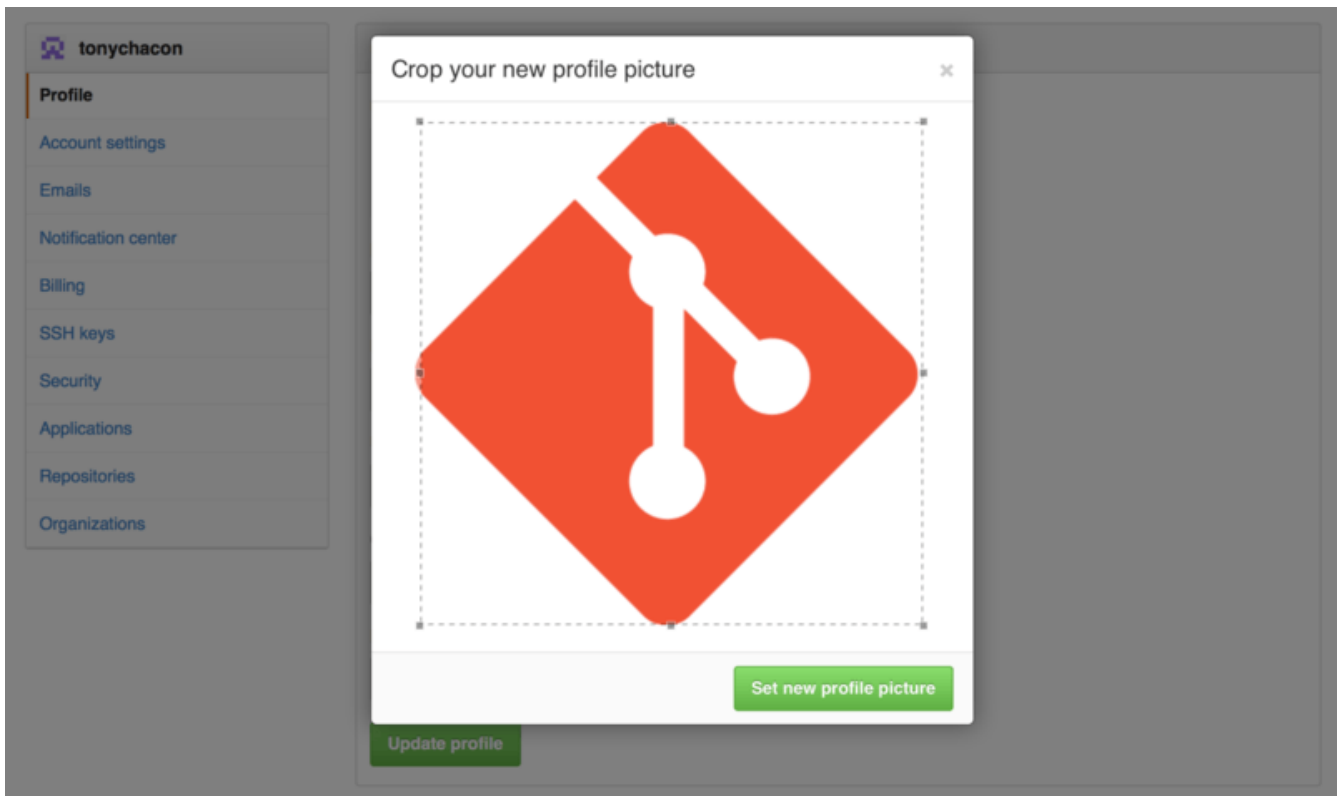 tonychacon
Profile
Account settings
Emails
Notification center
Billing
SSH keys
Security
Applications
Repositories
Organizations
Crop your new profile picture
×
Set new profile picture
Update profile